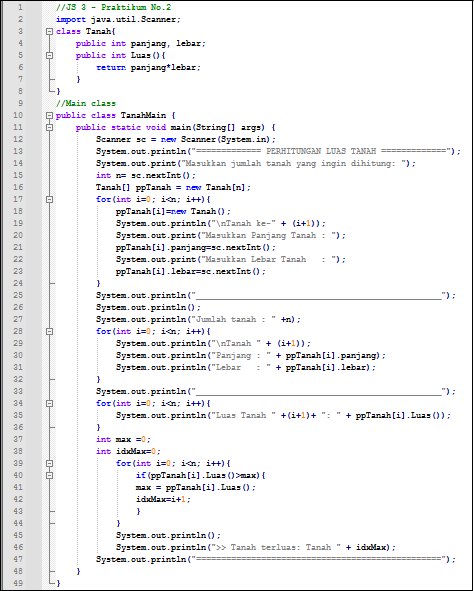 1 //JS 3 - Praktikum No.2
2 import java.util.Scanner;
3 class Tanah{
4 public int panjang, lebar;
5 public int Luas(){
6 return panjang*lebar;
7 }
8 }
9 //Main class
10 public class TanahMain {
11 public static void main(String[] args) {
12 Scanner sc = new Scanner(System.in);
13 System.out.println("============= PERHITUNGAN LUAS TANAH =============");
14 System.out.print("Masukkan jumlah tanah yang ingin dihitung: ");
15 int n= sc.nextInt();
16 Tanah[] ppTanah = new Tanah[n];
17 for(int i=0; i<n; i++){
18 ppTanah[i]=new Tanah();
19 System.out.println("\nTanah ke-" + (i+1));
20 System.out.print("Masukkan Panjang Tanah : ");
21 ppTanah[i].panjang=sc.nextInt();
22 System.out.print("Masukkan Lebar Tanah   : ");
23 ppTanah[i].lebar=sc.nextInt();
24 }
25 System.out.println("_________________________________________________");
26 System.out.println();
27 System.out.println("Jumlah tanah : " +n);
28 for(int i=0; i<n; i++){
29 System.out.println("\nTanah " + (i+1));
30 System.out.println("Panjang : " + ppTanah[i].panjang);
31 System.out.println("Lebar   : " + ppTanah[i].lebar);
32 }
33 System.out.println("_________________________________________________");
34 for(int i=0; i<n; i++){
35 System.out.println("Luas Tanah " +(i+1)+ ": " + ppTanah[i].Luas());
36 }
37 int max =0;
38 int idxMax=0;
39 for(int i=0; i<n; i++){
40 if(ppTanah[i].Luas()>max){
41 max = ppTanah[i].Luas();
42 idxMax=i+1;
43 }
44 }
45 System.out.println();
46 System.out.println(">> Tanah terluas: Tanah " + idxMax);
47 System.out.println("=================================================");
48 }
49 }